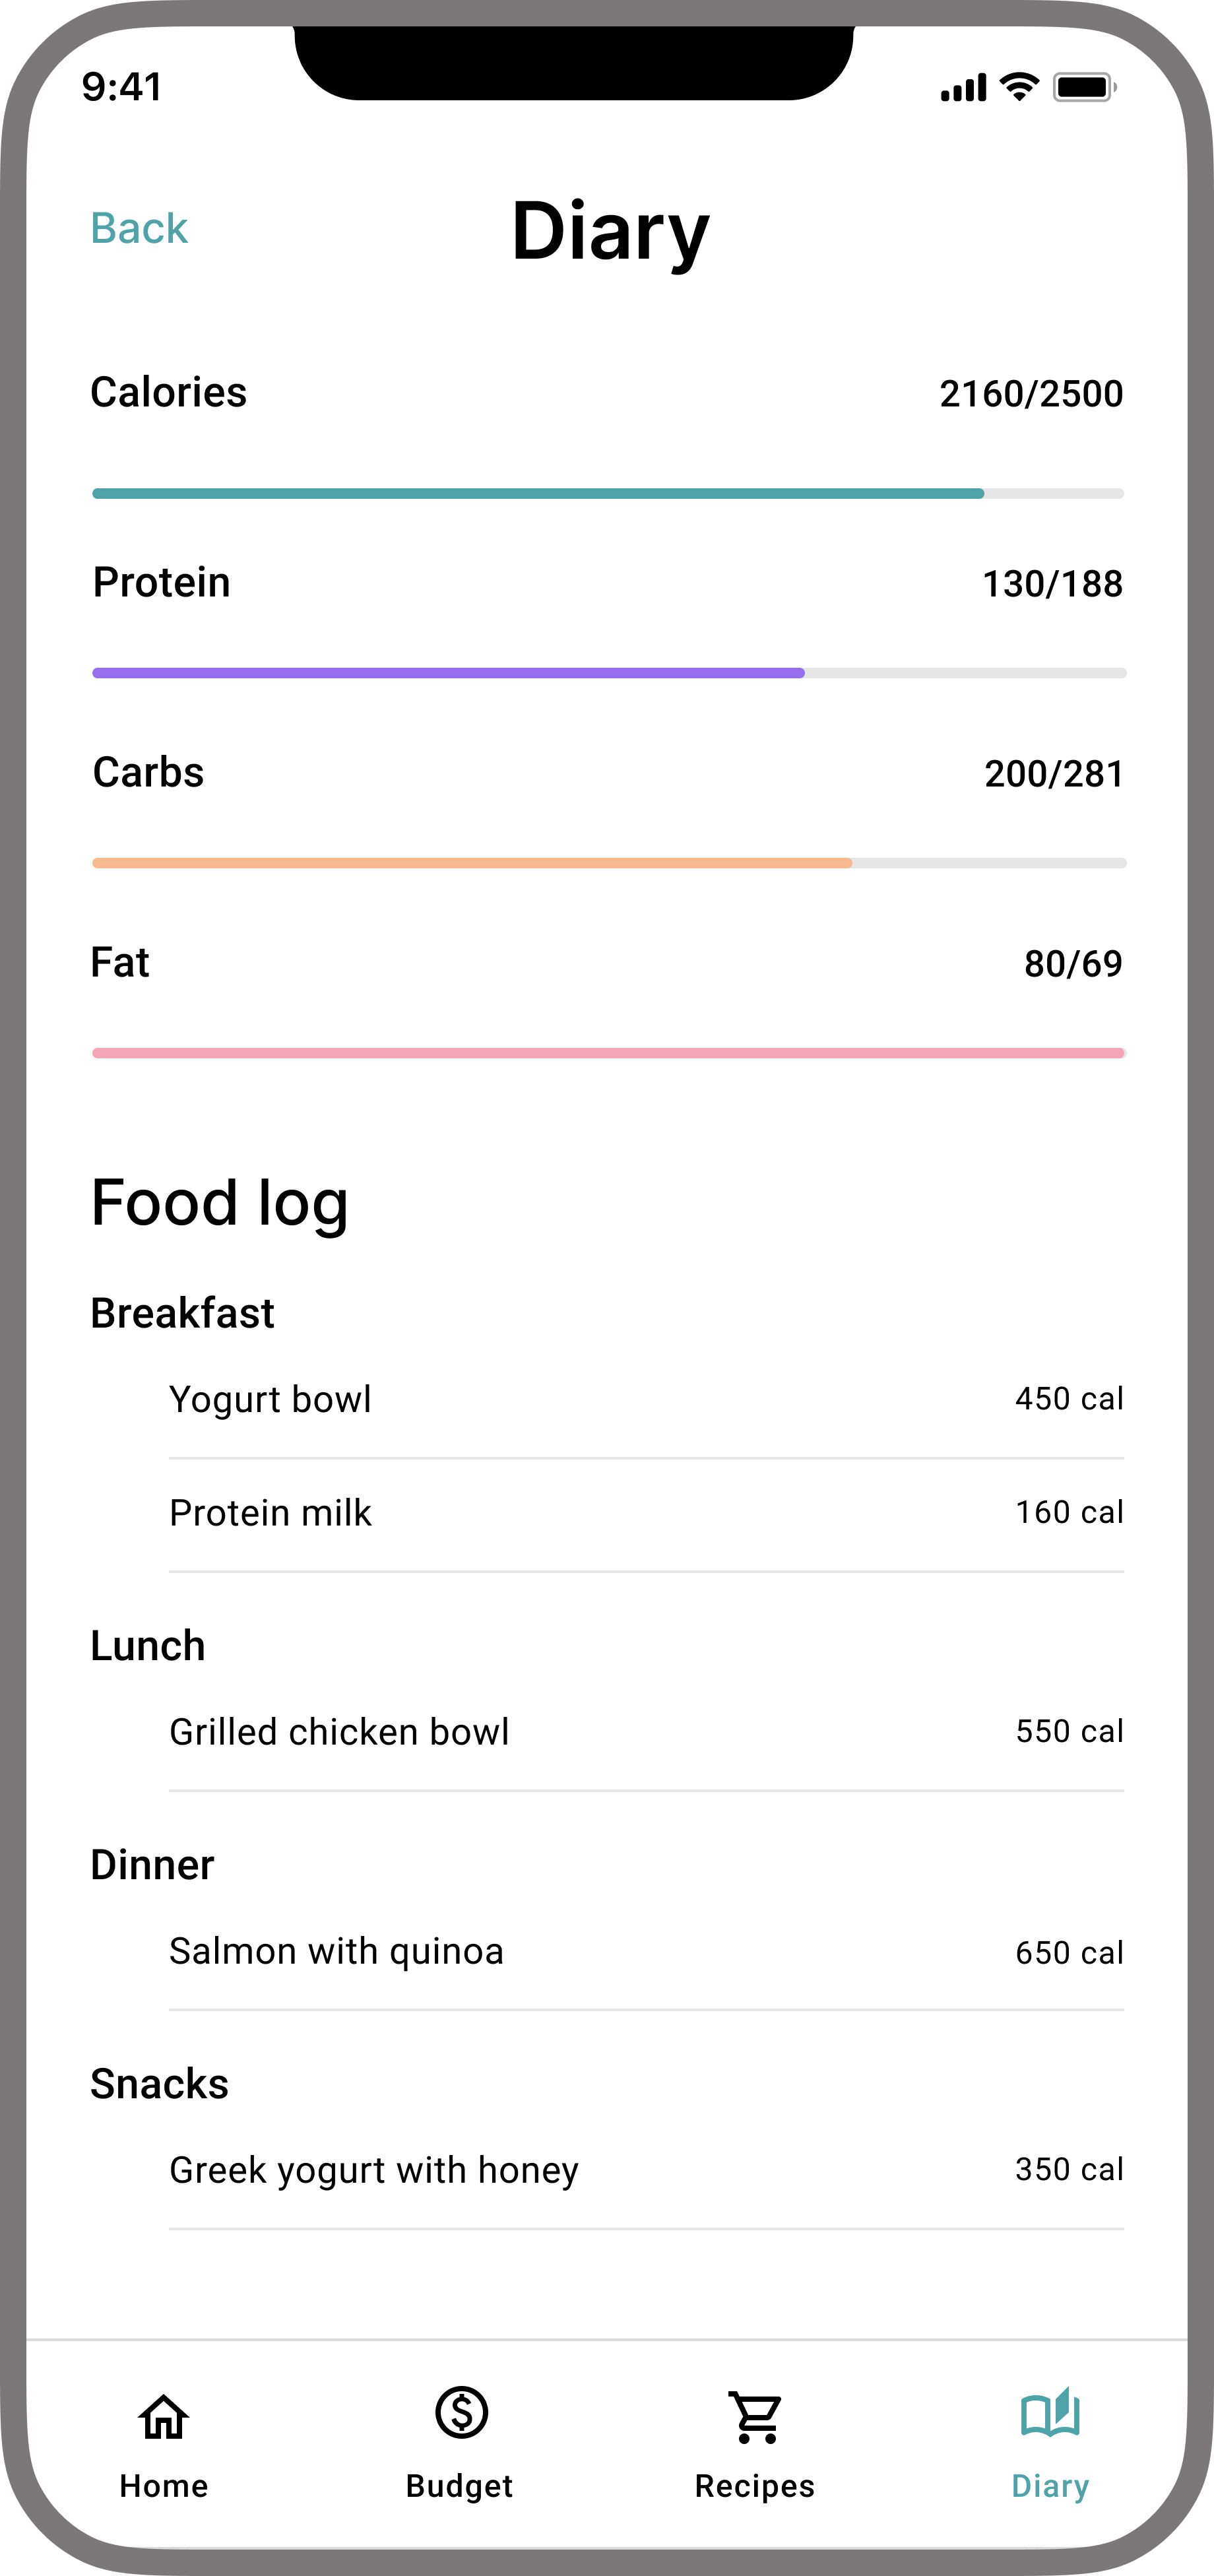 9:41
Back
Diary
Calories 2160/2500
Protein 130/188
Carbs 200/281
Fat 80/69
Food log
Breakfast
Yogurt bowl 450 cal
Protein milk 160 cal
Lunch
Grilled chicken bowl 550 cal
Dinner
Salmon with quinoa 650 cal
Snacks
Greek yogurt with honey 350 cal
Home Budget Recipes Diary